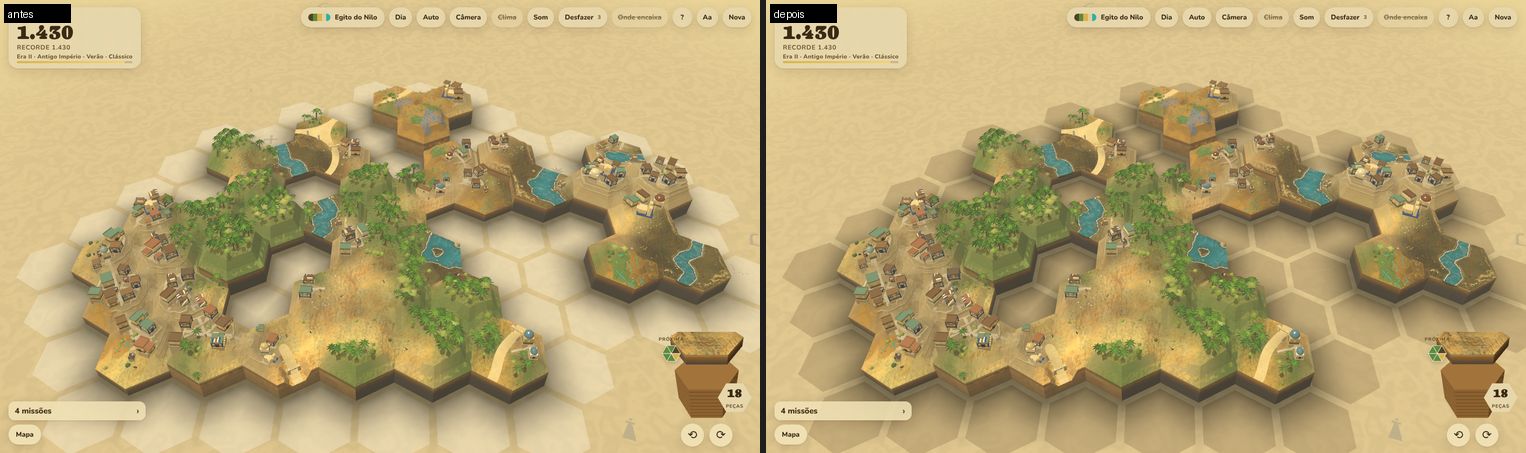 antes
1.430
RECORDE 1.430
Era II · Antigo Império · Verão · Clássico
Egito do Nilo
Dia
Auto
Câmera
Clima
Som
Desfazer 3
Onde encaixa
?
Aa
Nova
PRÓXIMA
18
PEÇAS
4 missões ›
Mapa
depois
1.430
RECORDE 1.430
Era II · Antigo Império · Verão · Clássico
Egito do Nilo
Dia
Auto
Câmera
Clima
Som
Desfazer 3
Onde encaixa
?
Aa
Nova
PRÓXIMA
18
PEÇAS
4 missões ›
Mapa